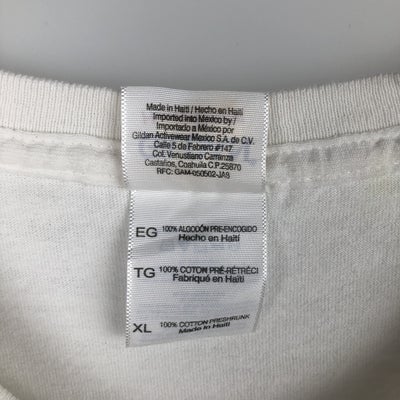 Made in Haiti / Hecho en Haití
Imported into Mexico by /
Importado a México por
Gildan Activewear Mexico S.A. de C.V.
Calle 5 de Febrero #147
Col. Venustiano Carranza
Castaños, Coahuila C.P. 25870
RFC: GAM-050502-JA8
EG 100% ALGODÓN PRE-ENCOGIDO
Hecho en Haití
TG 100% COTON PRÉ-RÉTRÉCI
Fabriqué en Haïti
XL 100% COTTON PRESHRUNK
Made in Haiti